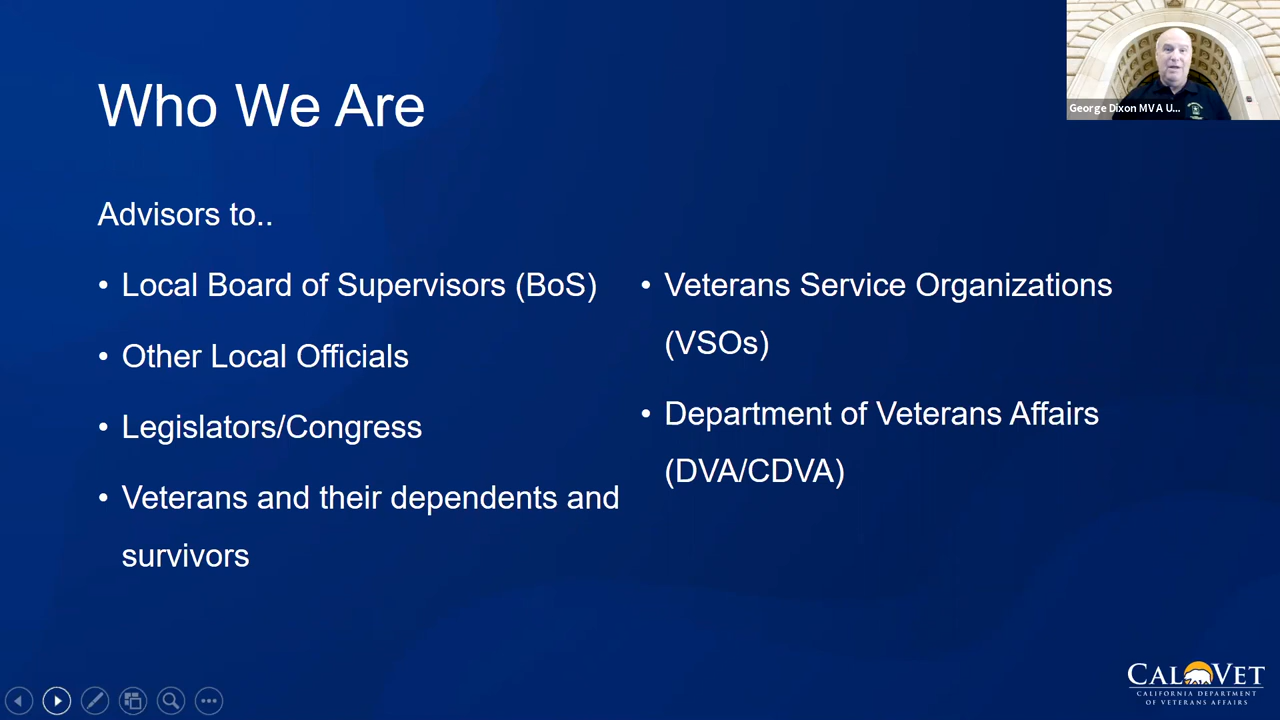 Who We Are
Advisors to..
• Local Board of Supervisors (BoS)
• Other Local Officials
• Legislators/Congress
• Veterans and their dependents and
survivors
• Veterans Service Organizations
(VSOs)
• Department of Veterans Affairs
(DVA/CDVA)
George Dixon MVA U...
CALVET
CALIFORNIA DEPARTMENT
OF VETERANS AFFAIRS